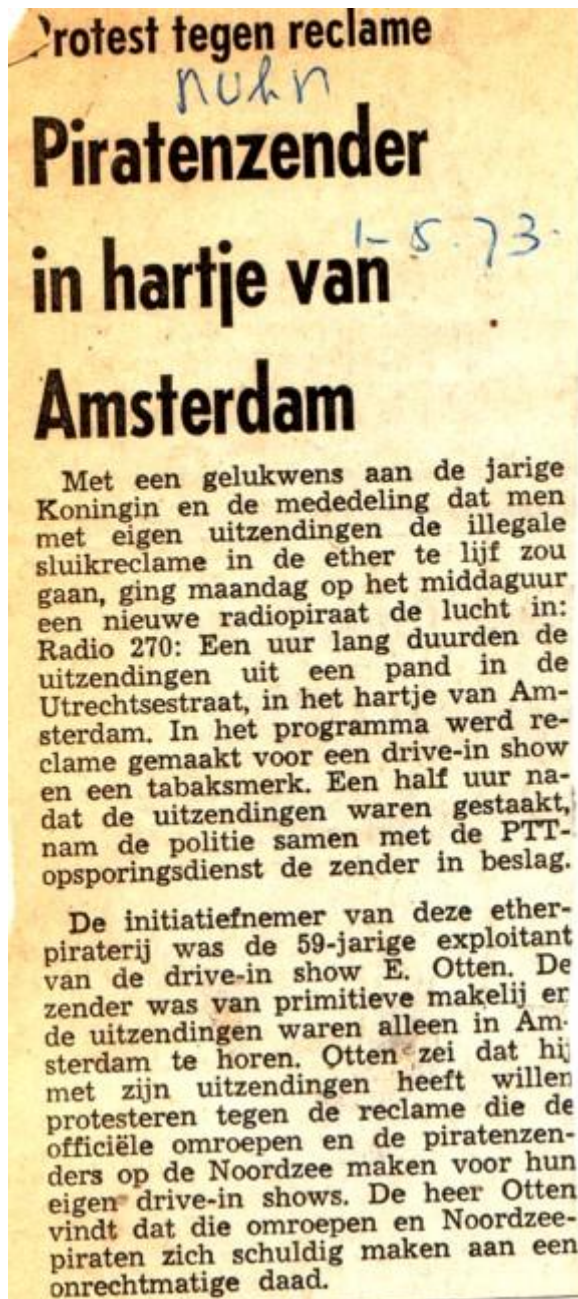 Protest tegen reclame
Piratenzender
1-5.73.
in hartje van
Amsterdam
Met een gelukwens aan de jarige
Koningin en de mededeling dat men
met eigen uitzendingen de illegale
sluikreclame in de ether te lijf zou
gaan, ging maandag op het middaguur
een nieuwe radiopiraat de lucht in:
Radio 270: Een uur lang duurden de
uitzendingen uit een pand in de
Utrechtsestraat, in het hartje van Am-
sterdam. In het programma werd re-
clame gemaakt voor een drive-in show
en een tabaksmerk. Een half uur na-
dat de uitzendingen waren gestaakt,
nam de politie samen met de PTT-
opsporingsdienst de zender in beslag.
De initiatiefnemer van deze ether-
piraterij was de 59-jarige exploitant
van de drive-in show E. Otten. De
zender was van primitieve makelij en
de uitzendingen waren alleen in Am-
sterdam te horen. Otten zei dat hij
met zijn uitzendingen heeft willen
protesteren tegen de reclame die de
officiële omroepen en de piratenzen-
ders op de Noordzee maken voor hun
eigen drive-in shows. De heer Otten
vindt dat die omroepen en Noordzee-
piraten zich schuldig maken aan een
onrechtmatige daad.